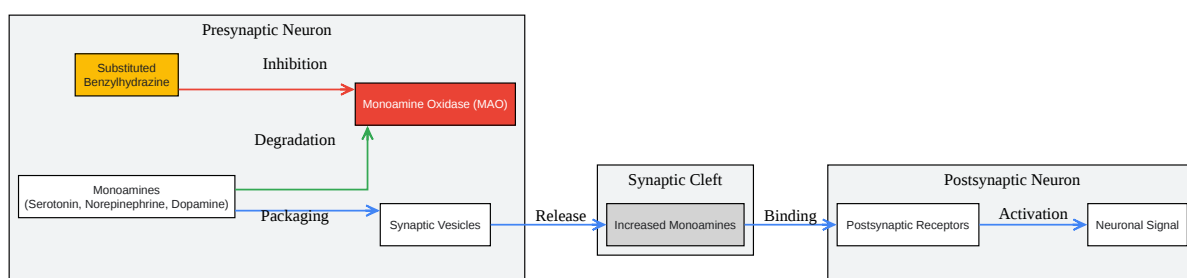 Presynaptic Neuron
Substituted
Benzylhydrazine
Inhibition
Monoamine Oxidase (MAO)
Degradation
Monoamines
(Serotonin, Norepinephrine, Dopamine)
Packaging
Synaptic Vesicles
Release
Synaptic Cleft
Increased Monoamines
Binding
Postsynaptic Neuron
Postsynaptic Receptors
Activation
Neuronal Signal